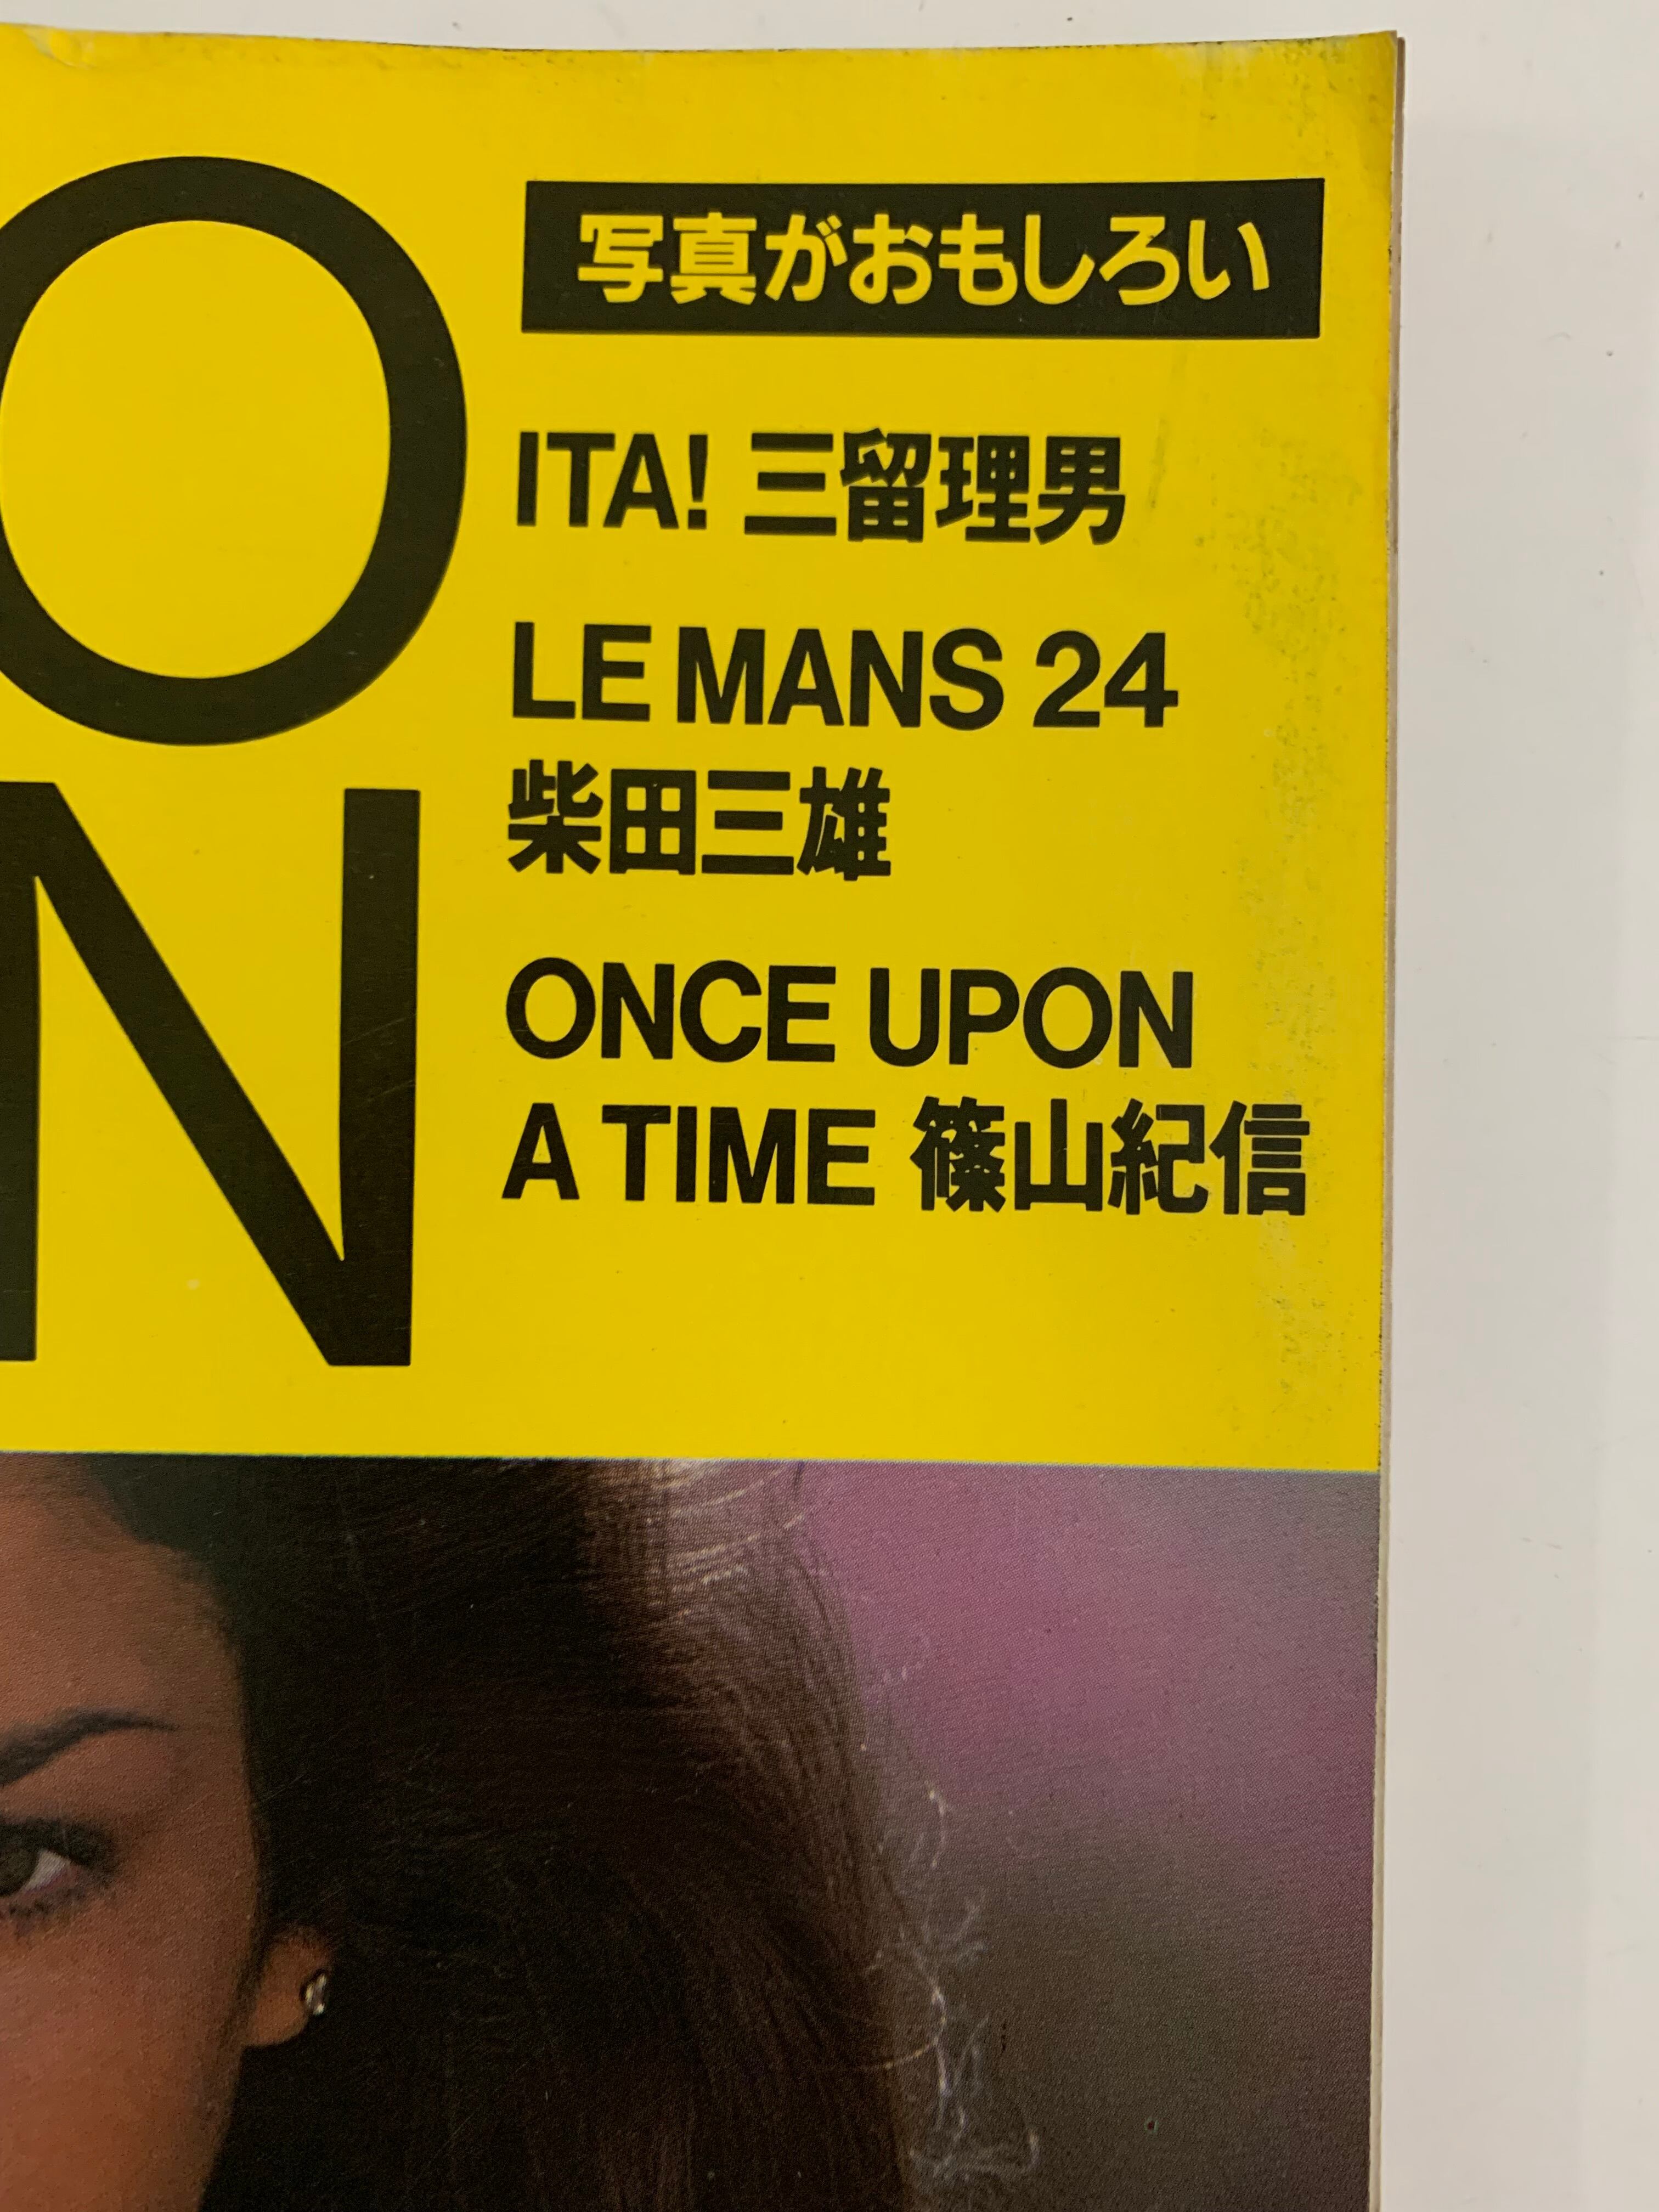 O
N
写真がおもしろい
ITA! 三留理男
LE MANS 24
柴田三雄
ONCE UPON
A TIME 篠山紀信